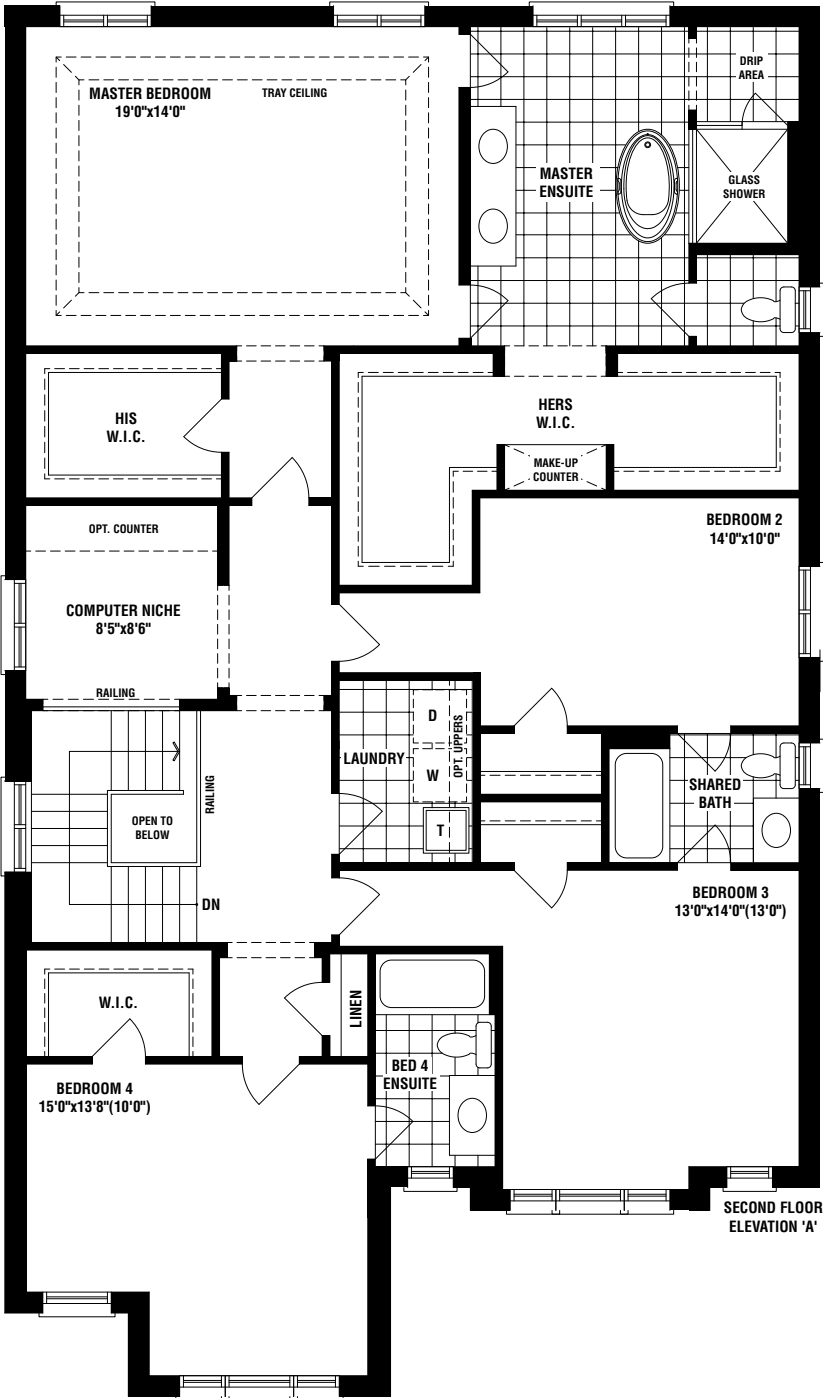 MASTER BEDROOM
19'0"x14'0"
TRAY CEILING
DRIP
AREA
MASTER
ENSUITE
GLASS
SHOWER
HIS
W.I.C.
HERS
W.I.C.
MAKE-UP
COUNTER
OPT. COUNTER
BEDROOM 2
14'0"x10'0"
COMPUTER NICHE
8'5"x8'6"
RAILING
D
OPT. UPPERS
LAUNDRY
W
T
RAILING
OPEN TO
BELOW
SHARED
BATH
DN
BEDROOM 3
13'0"x14'0"(13'0")
W.I.C.
LINEN
BED 4
ENSUITE
BEDROOM 4
15'0"x13'8"(10'0")
SECOND FLOOR
ELEVATION 'A'